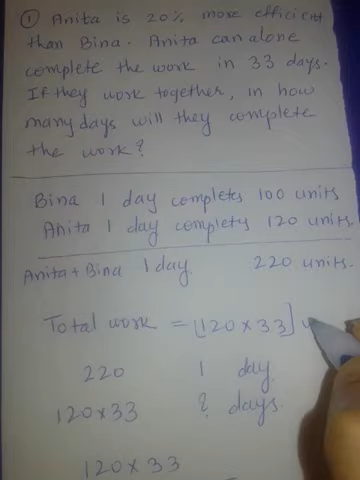 ① Anita is 20% more efficient
than Bina. Anita can alone
complete the work in 33 days.
If they work together, in how
many days will they complete
the work?
Bina 1 day completes 100 units
Anita 1 day completes 120 units
Anita + Bina 1 day 220 units.
Total work = [120 × 33]
220 1 day
120 × 33 ? days.
120 × 33